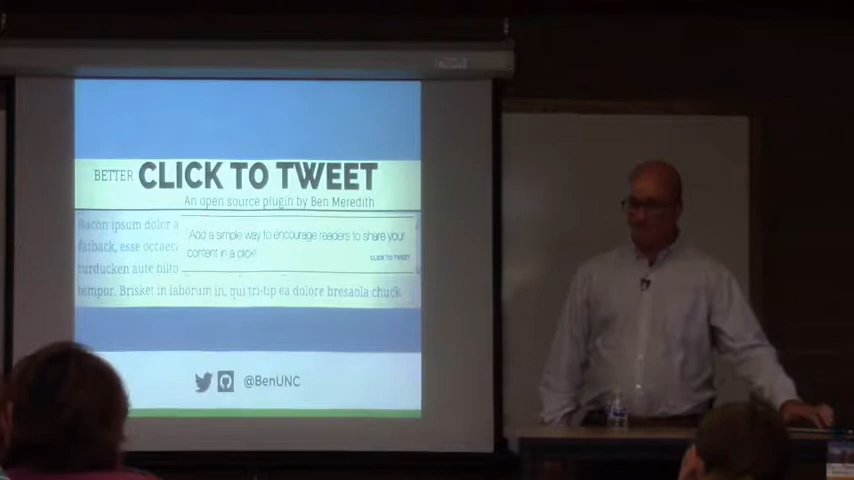 BETTER CLICK TO TWEET
An open source plugin by Ben Meredith
Bacon ipsum dolor a
fatback, esse occaec
Add a simple way to encourage readers to share your
content in a click!
turducken aute bilto
CLICK TO TWEET
tempor. Brisket in laborum in, qui tri-tip ea dolore bresaola chuck
@BenUNC